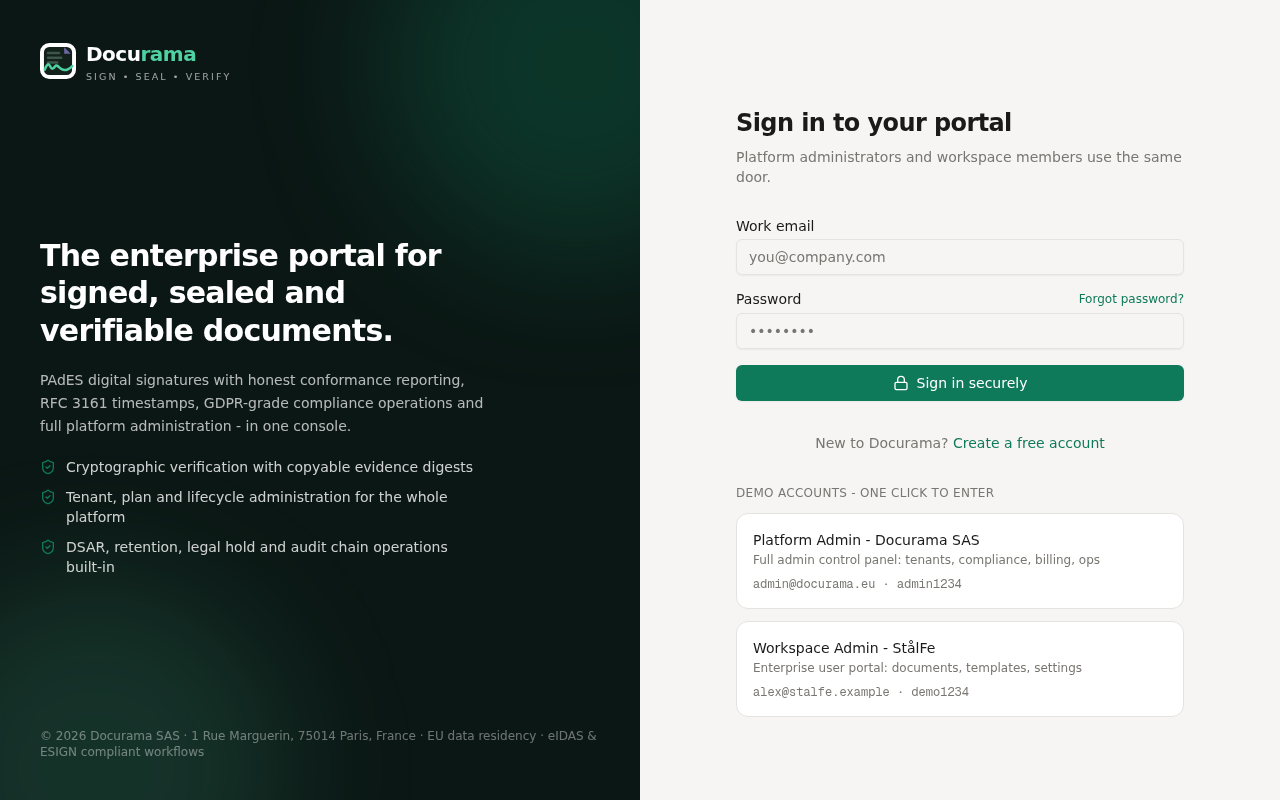 Docurama
SIGN • SEAL • VERIFY
The enterprise portal for
signed, sealed and
verifiable documents.
PAdES digital signatures with honest conformance reporting,
RFC 3161 timestamps, GDPR-grade compliance operations and
full platform administration - in one console.
Cryptographic verification with copyable evidence digests
Tenant, plan and lifecycle administration for the whole
platform
DSAR, retention, legal hold and audit chain operations
built-in
© 2026 Docurama SAS · 1 Rue Marguerin, 75014 Paris, France · EU data residency · eIDAS &
ESIGN compliant workflows
Sign in to your portal
Platform administrators and workspace members use the same
door.
Work email
you@company.com
Password
Forgot password?
••••••••
Sign in securely
New to Docurama? Create a free account
DEMO ACCOUNTS - ONE CLICK TO ENTER
Platform Admin - Docurama SAS
Full admin control panel: tenants, compliance, billing, ops
admin@docurama.eu · admin1234
Workspace Admin - StålFe
Enterprise user portal: documents, templates, settings
alex@stalfe.example · demo1234